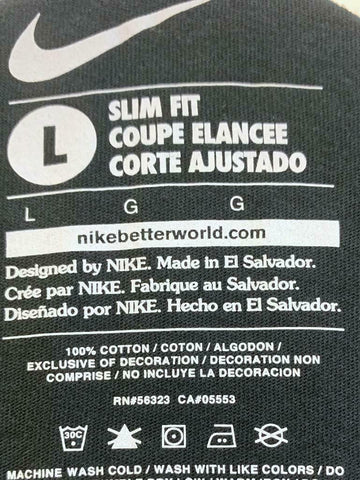 L
SLIM FIT
COUPE ELANCEE
CORTE AJUSTADO
L G G
nikebetterworld.com
Designed by NIKE. Made in El Salvador.
Crée par NIKE. Fabrique au Salvador.
Diseñado por NIKE. Hecho en El Salvador.
100% COTTON / COTON / ALGODON /
EXCLUSIVE OF DECORATION / DECORATION NON
COMPRISE / NO INCLUYE LA DECORACION
RN#56323 CA#05553
30C
MACHINE WASH COLD / WASH WITH LIKE COLORS / DO